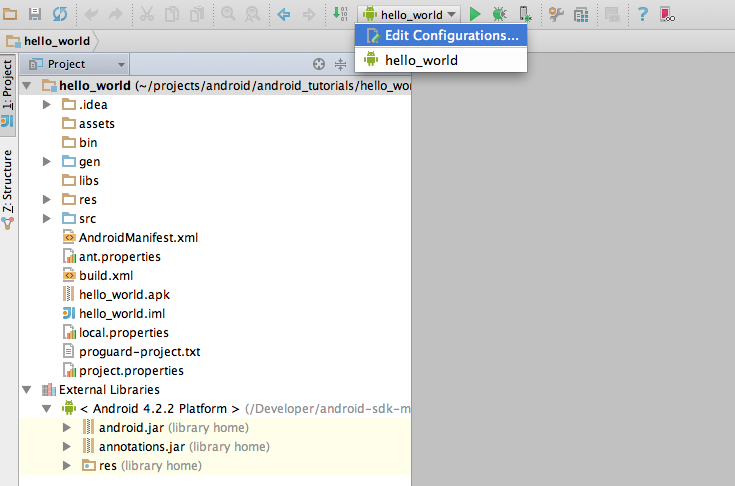 hello_world
Edit Configurations...
hello_world
hello_world
1: Project
Z: Structure
Project
hello_world (~/projects/android/android_tutorials/hello_wor
.idea
assets
bin
gen
libs
res
src
AndroidManifest.xml
ant.properties
build.xml
hello_world.apk
hello_world.iml
local.properties
proguard-project.txt
project.properties
External Libraries
< Android 4.2.2 Platform > (/Developer/android-sdk-m
android.jar (library home)
annotations.jar (library home)
res (library home)